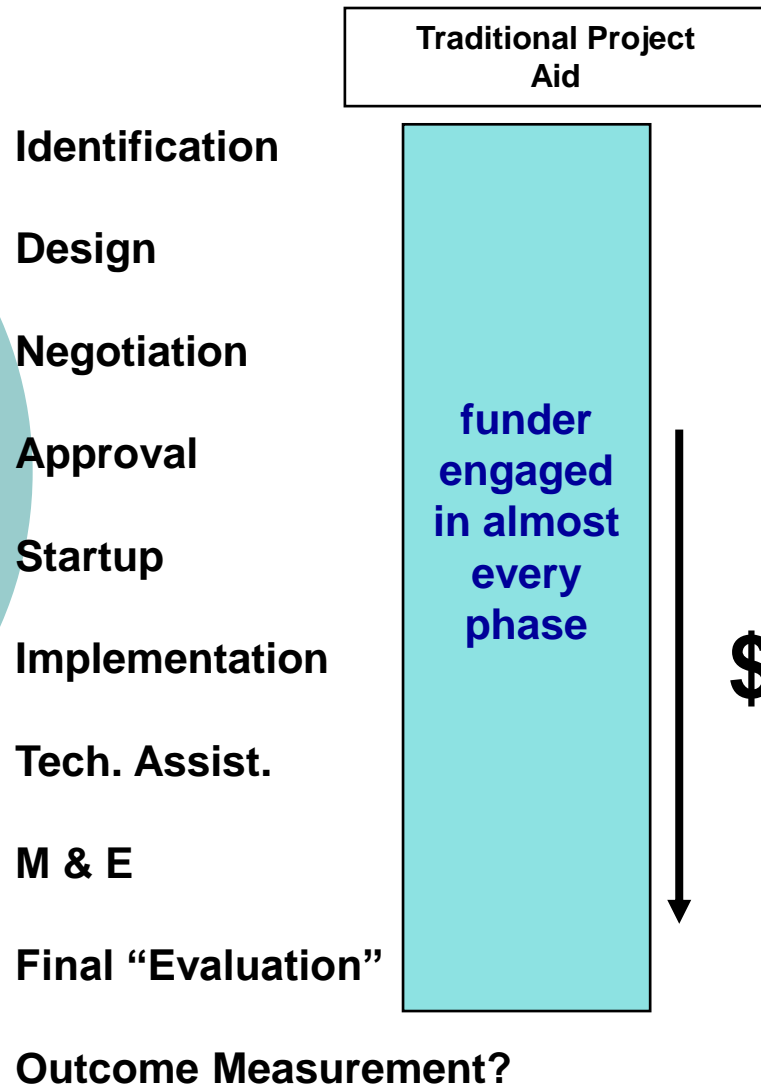 Traditional Project
Aid
Identification
Design
Negotiation
Approval
Startup
Implementation
Tech. Assist.
M & E
Final “Evaluation”
Outcome Measurement?
funder
engaged
in almost
every
phase
$